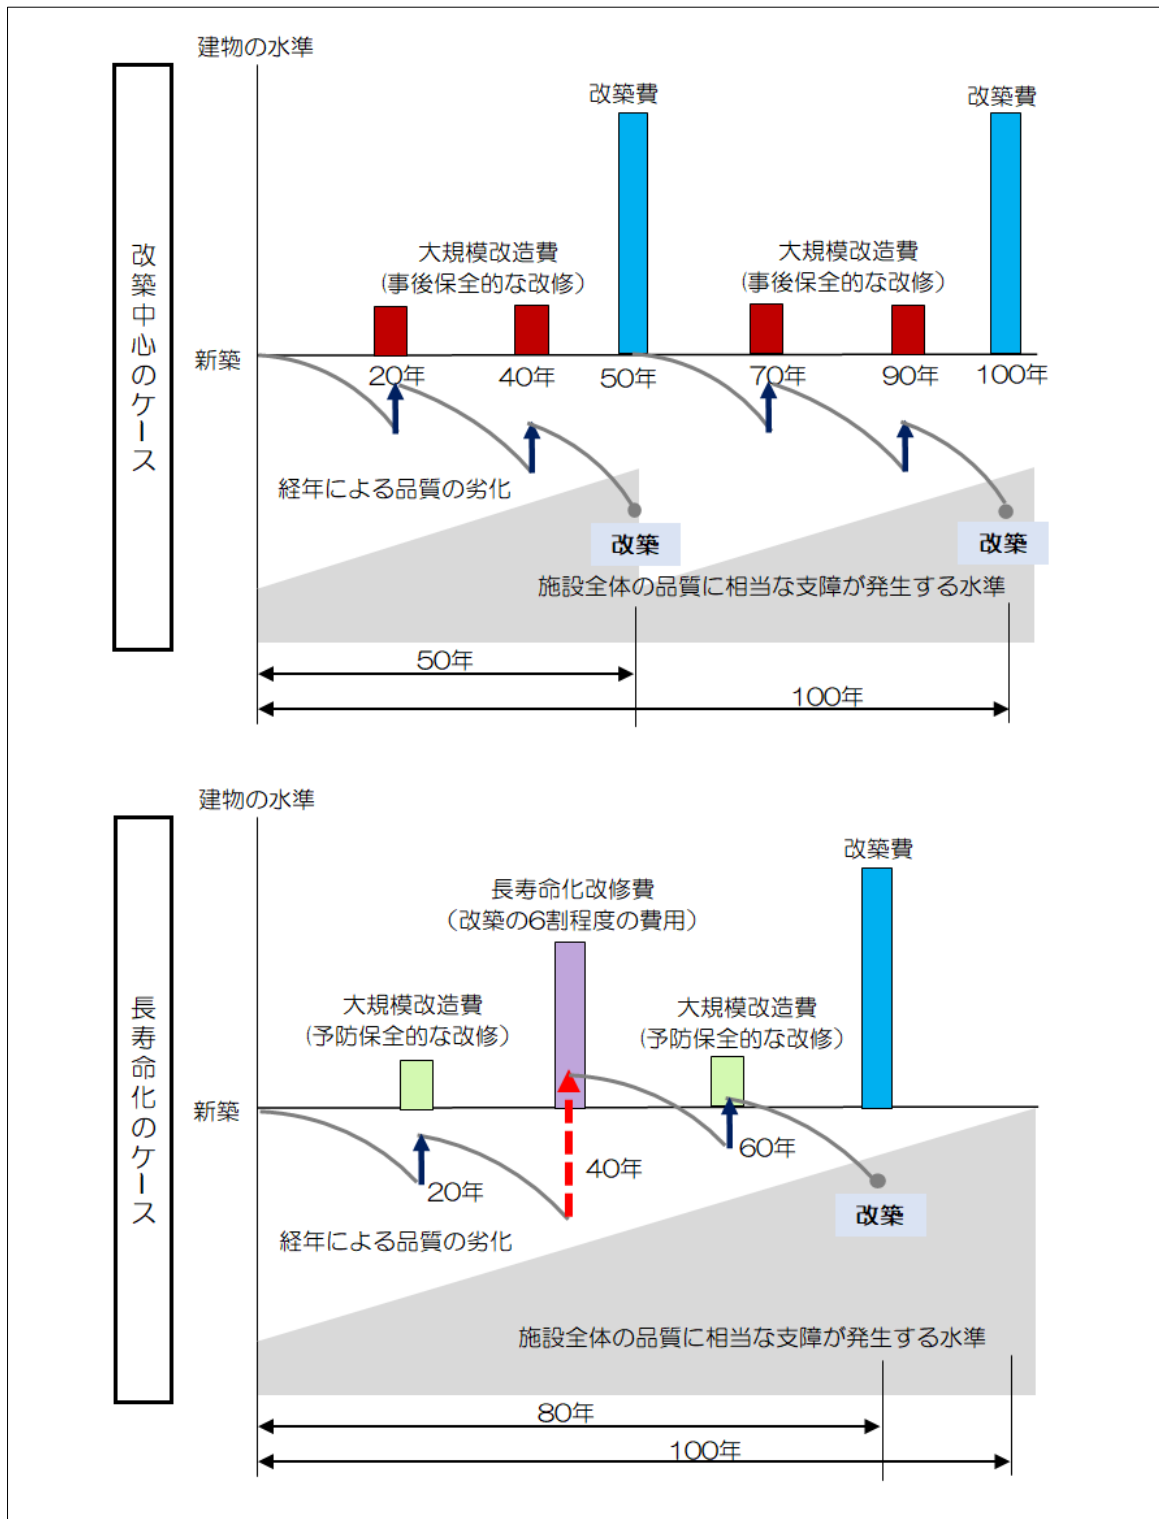 建物の水準
改築中心のケース
改築費
改築費
大規模改造費
(事後保全的な改修)
大規模改造費
(事後保全的な改修)
新築
20年
40年
50年
70年
90年
100年
経年による品質の劣化
改築
改築
施設全体の品質に相当な支障が発生する水準
50年
100年
建物の水準
長寿命化のケース
改築費
長寿命化改修費
（改築の6割程度の費用）
大規模改造費
(予防保全的な改修)
大規模改造費
(予防保全的な改修)
新築
20年
40年
60年
経年による品質の劣化
改築
施設全体の品質に相当な支障が発生する水準
80年
100年